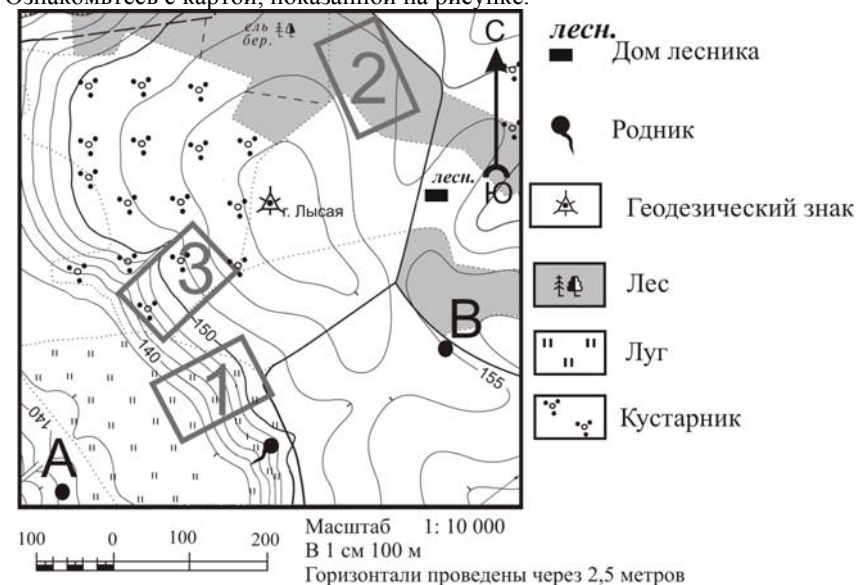 Ознакомьтесь с картой, показанной на рисунке.
ель
бер.
2
С
Ю
лесн.
г. Лысая
3
150
140
1
В
155
140
А
лесн.
Дом лесника
Родник
Геодезический знак
Лес
Луг
Кустарник
100 0 100 200
Масштаб 1: 10 000
В 1 см 100 м
Горизонтали проведены через 2,5 метров